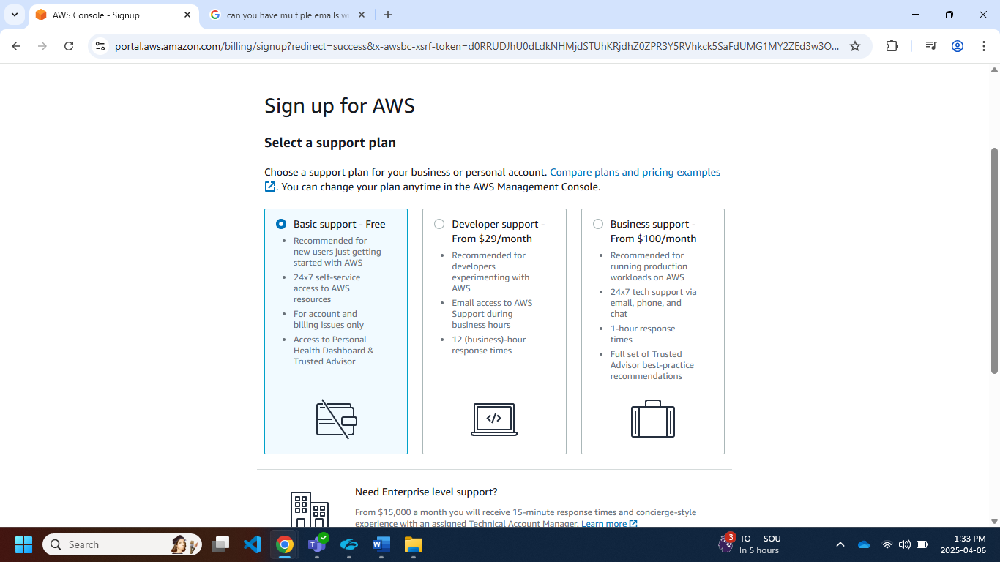 AWS Console - Signup
can you have multiple emails wi
portal.aws.amazon.com/billing/signup?redirect=success&x-awsbc-xsrf-token=d0RRUDJhU0dLdkNHMjdSTUhKRjdhZ0ZPR3Y5RVhkck5SaFdUMG1MY2ZEd3w3O...
Sign up for AWS
Select a support plan
Choose a support plan for your business or personal account. Compare plans and pricing examples
. You can change your plan anytime in the AWS Management Console.
Basic support - Free
Recommended for
new users just getting
started with AWS
24x7 self-service
access to AWS
resources
For account and
billing issues only
Access to Personal
Health Dashboard &
Trusted Advisor
Developer support -
From $29/month
Recommended for
developers
experimenting with
AWS
Email access to AWS
Support during
business hours
12 (business)-hour
response times
</>
Business support -
From $100/month
Recommended for
running production
workloads on AWS
24x7 tech support via
email, phone, and
chat
1-hour response
times
Full set of Trusted
Advisor best-practice
recommendations
Need Enterprise level support?
From $15,000 a month you will receive 15-minute response times and concierge-style
experience with an assigned Technical Account Manager. Learn more
Search
3
TOT - SOU
In 5 hours
1:33 PM
2025-04-06